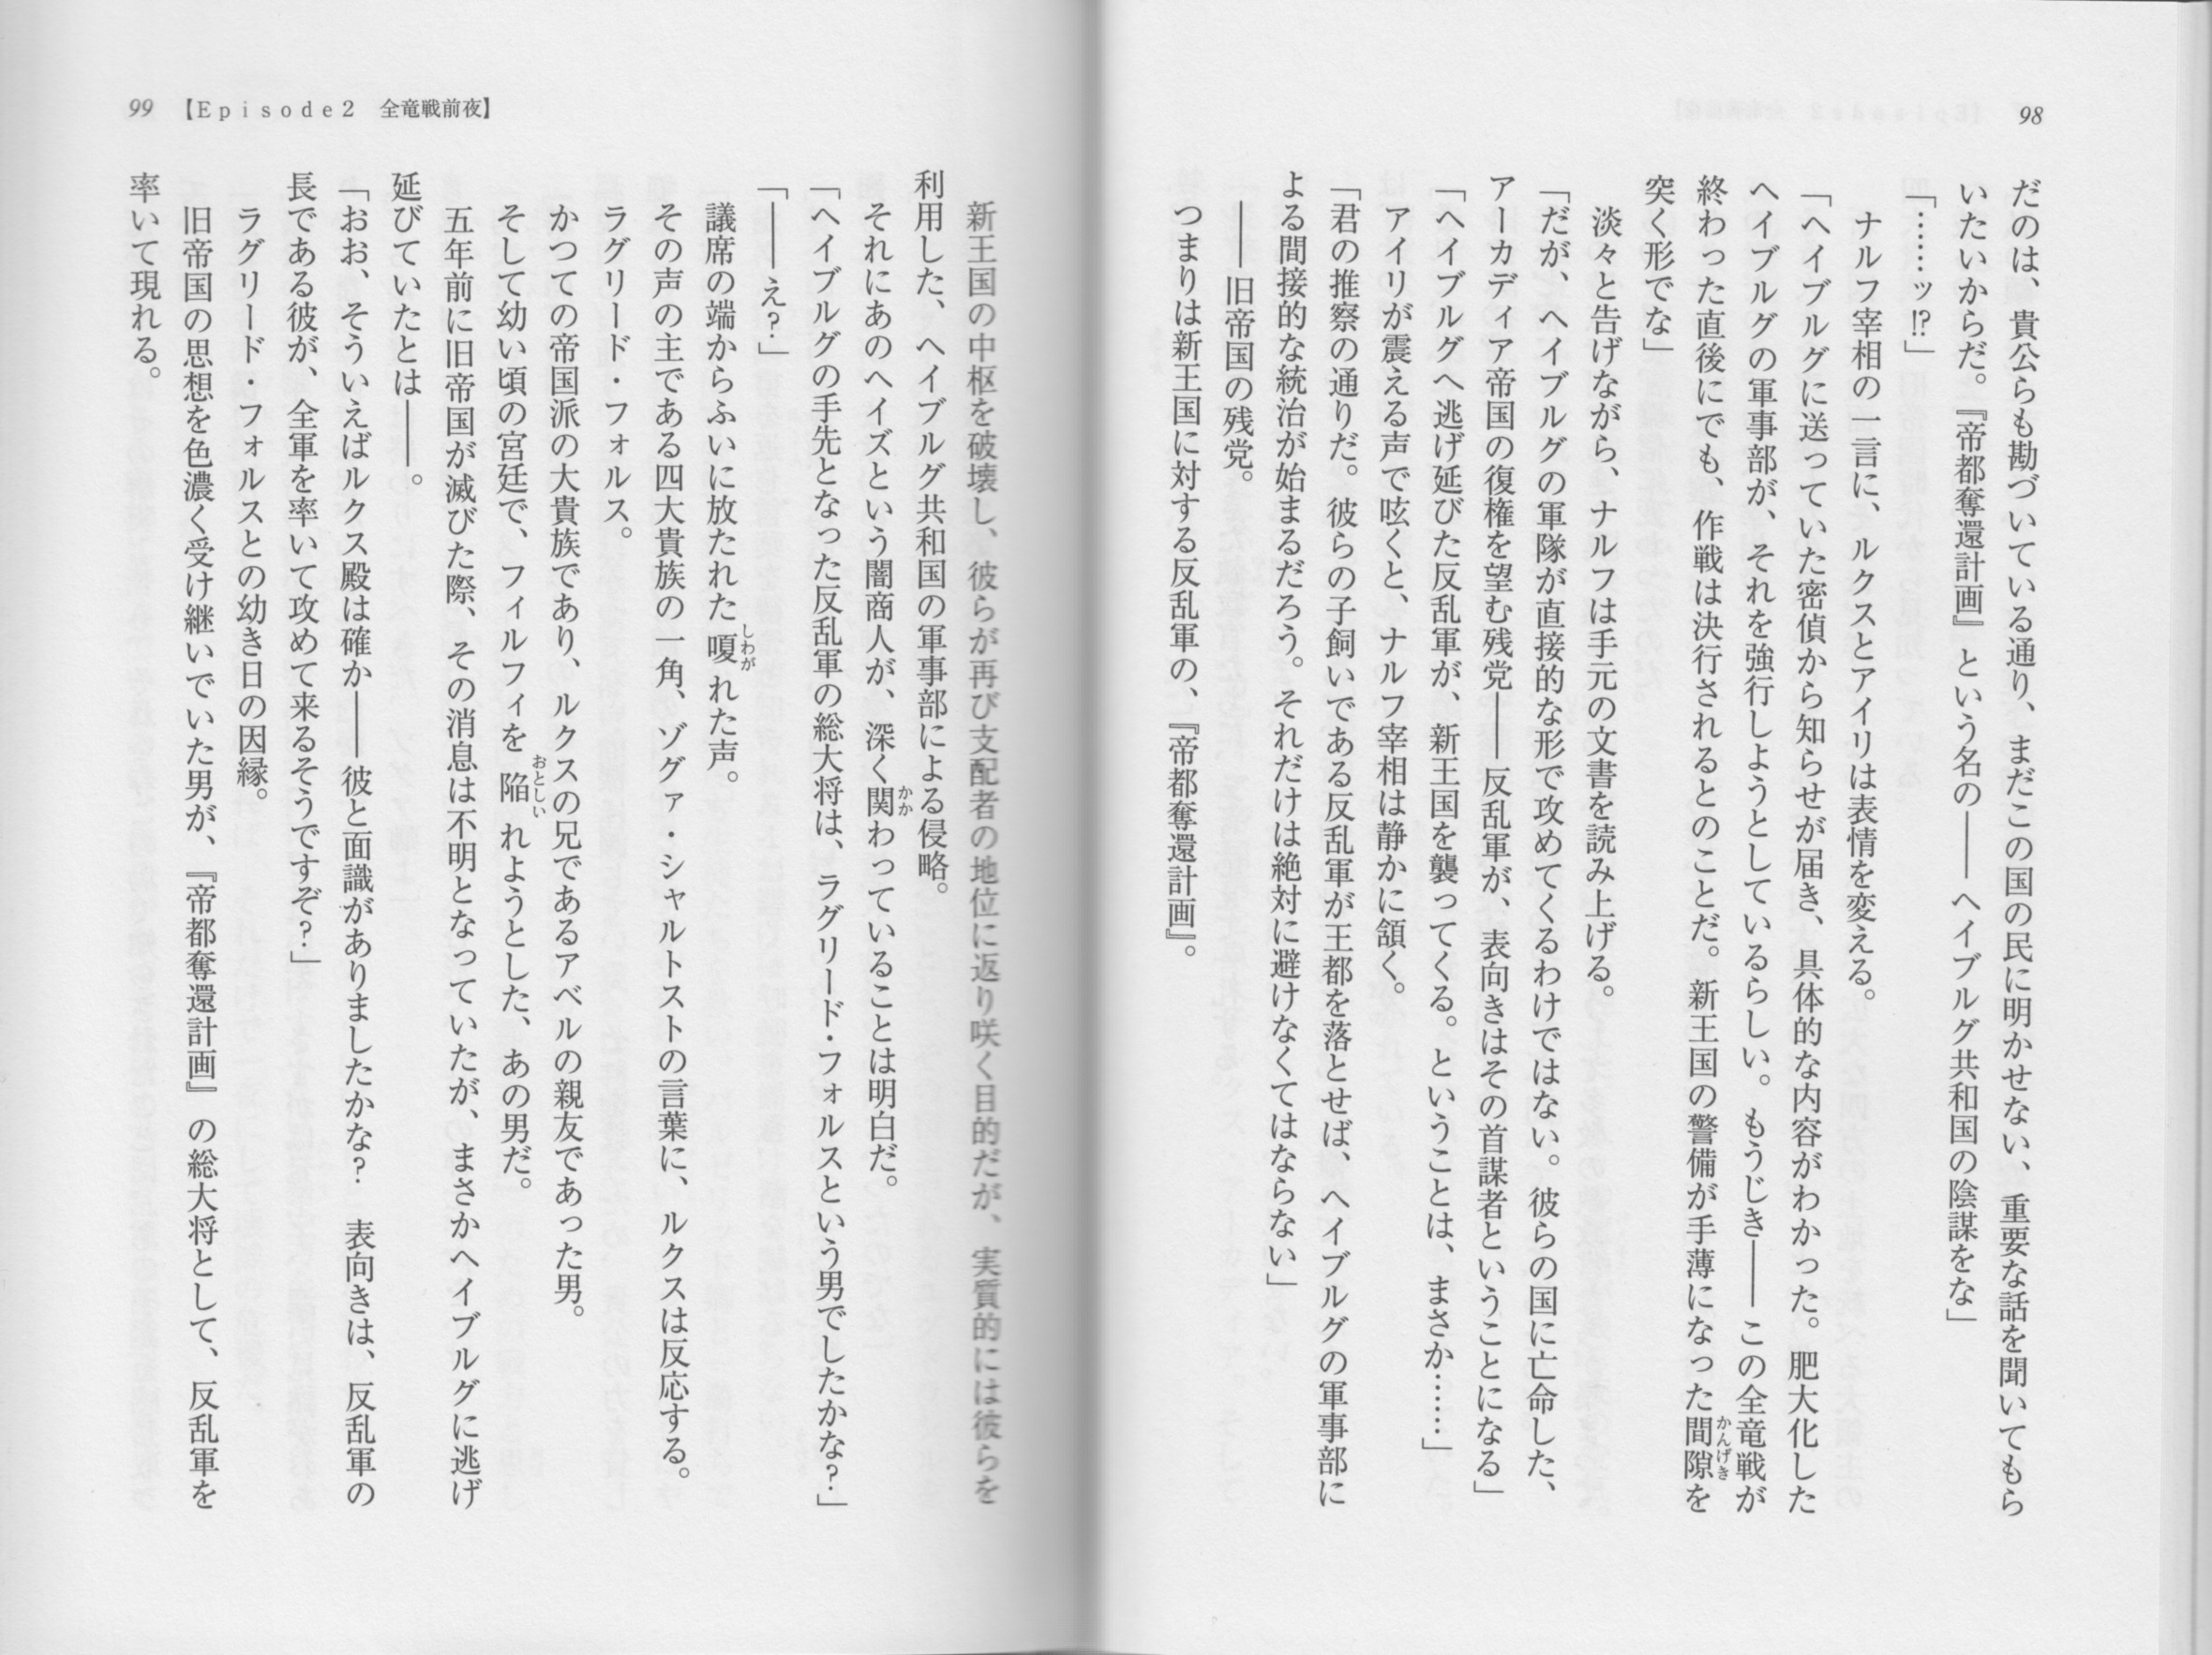 98
だのは、貴公らも勘づいている通り、まだこの国の民に明かせない、重要な話を聞いてもら
いたいからだ。『帝都奪還計画』という名の――ヘイブルグ共和国の陰謀をな」
「……ッ!?」
ナルフ宰相の一言に、ルクスとアイリは表情を変える。
「ヘイブルグに送っていた密偵から知らせが届き、具体的な内容がわかった。肥大化した
ヘイブルグの軍事部が、それを強行しようとしているらしい。もうじき――この全竜戦が
終わった直後にでも、作戦は決行されるとのことだ。新王国の警備が手薄になった間隙を
かんげき
突く形でな」
淡々と告げながら、ナルフは手元の文書を読み上げる。
「だが、ヘイブルグの軍隊が直接的な形で攻めてくるわけではない。彼らの国に亡命した、
アーカディア帝国の復権を望む残党――反乱軍が、表向きはその首謀者ということになる」
「ヘイブルグへ逃げ延びた反乱軍が、新王国を襲ってくる。ということは、まさか……」
アイリが震える声で呟くと、ナルフ宰相は静かに頷く。
「君の推察の通りだ。彼らの子飼いである反乱軍が王都を落とせば、ヘイブルグの軍事部に
よる間接的な統治が始まるだろう。それだけは絶対に避けなくてはならない」
――旧帝国の残党。
つまりは新王国に対する反乱軍の、『帝都奪還計画』。
99 【Episode2 全竜戦前夜】
新王国の中枢を破壊し、彼らが再び支配者の地位に返り咲く目的だが、実質的には彼らを
利用した、ヘイブルグ共和国の軍事部による侵略。
それにあのヘイズという闇商人が、深く関わっていることは明白だ。
かか
「ヘイブルグの手先となった反乱軍の総大将は、ラグリード・フォルスという男でしたかな?」
「――え?」
議席の端からふいに放たれた嗄れた声。
しわが
その声の主である四大貴族の一角、ゾグァ・シャルトストの言葉に、ルクスは反応する。
ラグリード・フォルス。
かつての帝国派の大貴族であり、ルクスの兄であるアベルの親友であった男。
そして幼い頃の宮廷で、フィルフィを陥れようとした、あの男だ。
おとしい
五年前に旧帝国が滅びた際、その消息は不明となっていたが、まさかヘイブルグに逃げ
延びていたとは――。
「おお、そういえばルクス殿は確か――彼と面識がありましたかな? 表向きは、反乱軍の
長である彼が、全軍を率いて攻めて来るそうですぞ?」
ラグリード・フォルスとの幼き日の因縁。
旧帝国の思想を色濃く受け継いでいた男が、『帝都奪還計画』の総大将として、反乱軍を
率いて現れる。